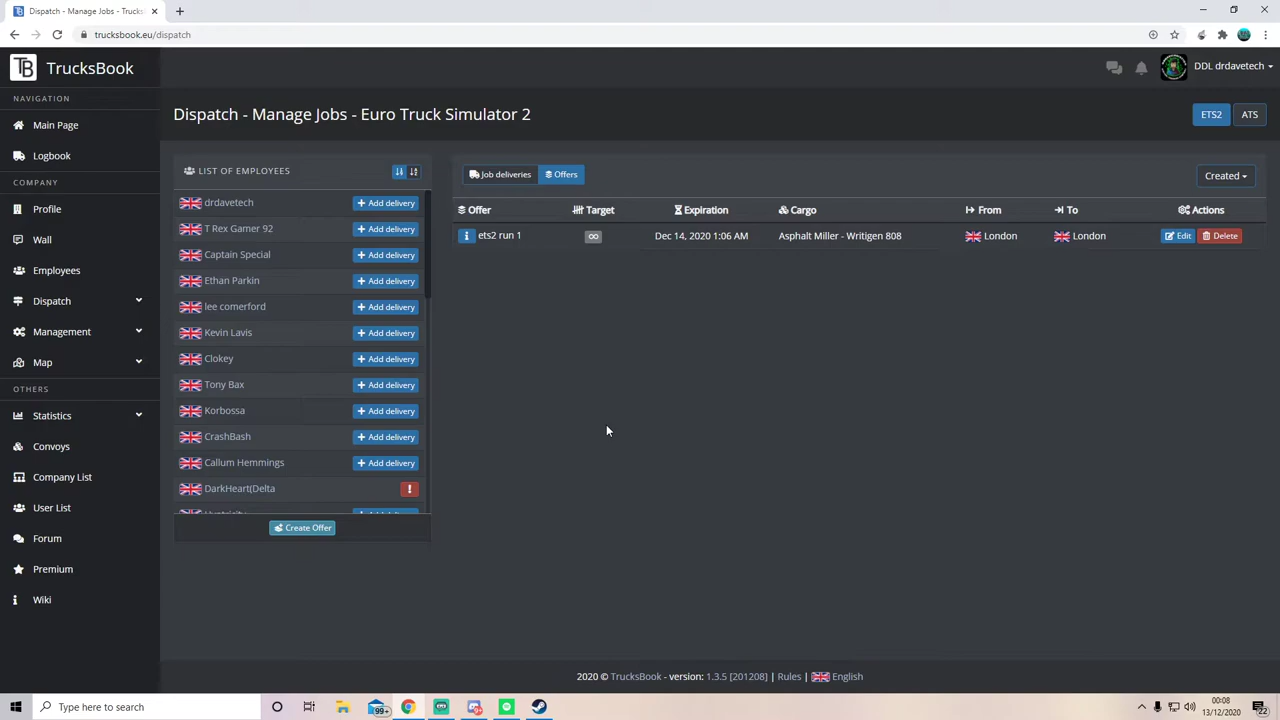 Dispatch - Manage Jobs - Trucks-
trucksbook.eu/dispatch
TB TrucksBook
DDL drdavetech
NAVIGATION
Main Page
Logbook
COMPANY
Profile
Wall
Employees
Dispatch
Management
Map
OTHERS
Statistics
Convoys
Company List
User List
Forum
Premium
Wiki
Dispatch - Manage Jobs - Euro Truck Simulator 2
ETS2 ATS
LIST OF EMPLOYEES
drdavetech Add delivery
T Rex Gamer 92 Add delivery
Captain Special Add delivery
Ethan Parkin Add delivery
lee comerford Add delivery
Kevin Lavis Add delivery
Clokey Add delivery
Tony Bax Add delivery
Korbossa Add delivery
CrashBash Add delivery
Callum Hemmings Add delivery
DarkHeart(Delta !
Create Offer
Job deliveries Offers Created
Offer Target Expiration Cargo From To Actions
ets2 run 1 ∞ Dec 14, 2020 1:06 AM Asphalt Miller - Writigen 808 London London Edit Delete
2020 © TrucksBook - version: 1.3.5 [201208] | Rules | English
Type here to search
99+
00:08
13/12/2020
22